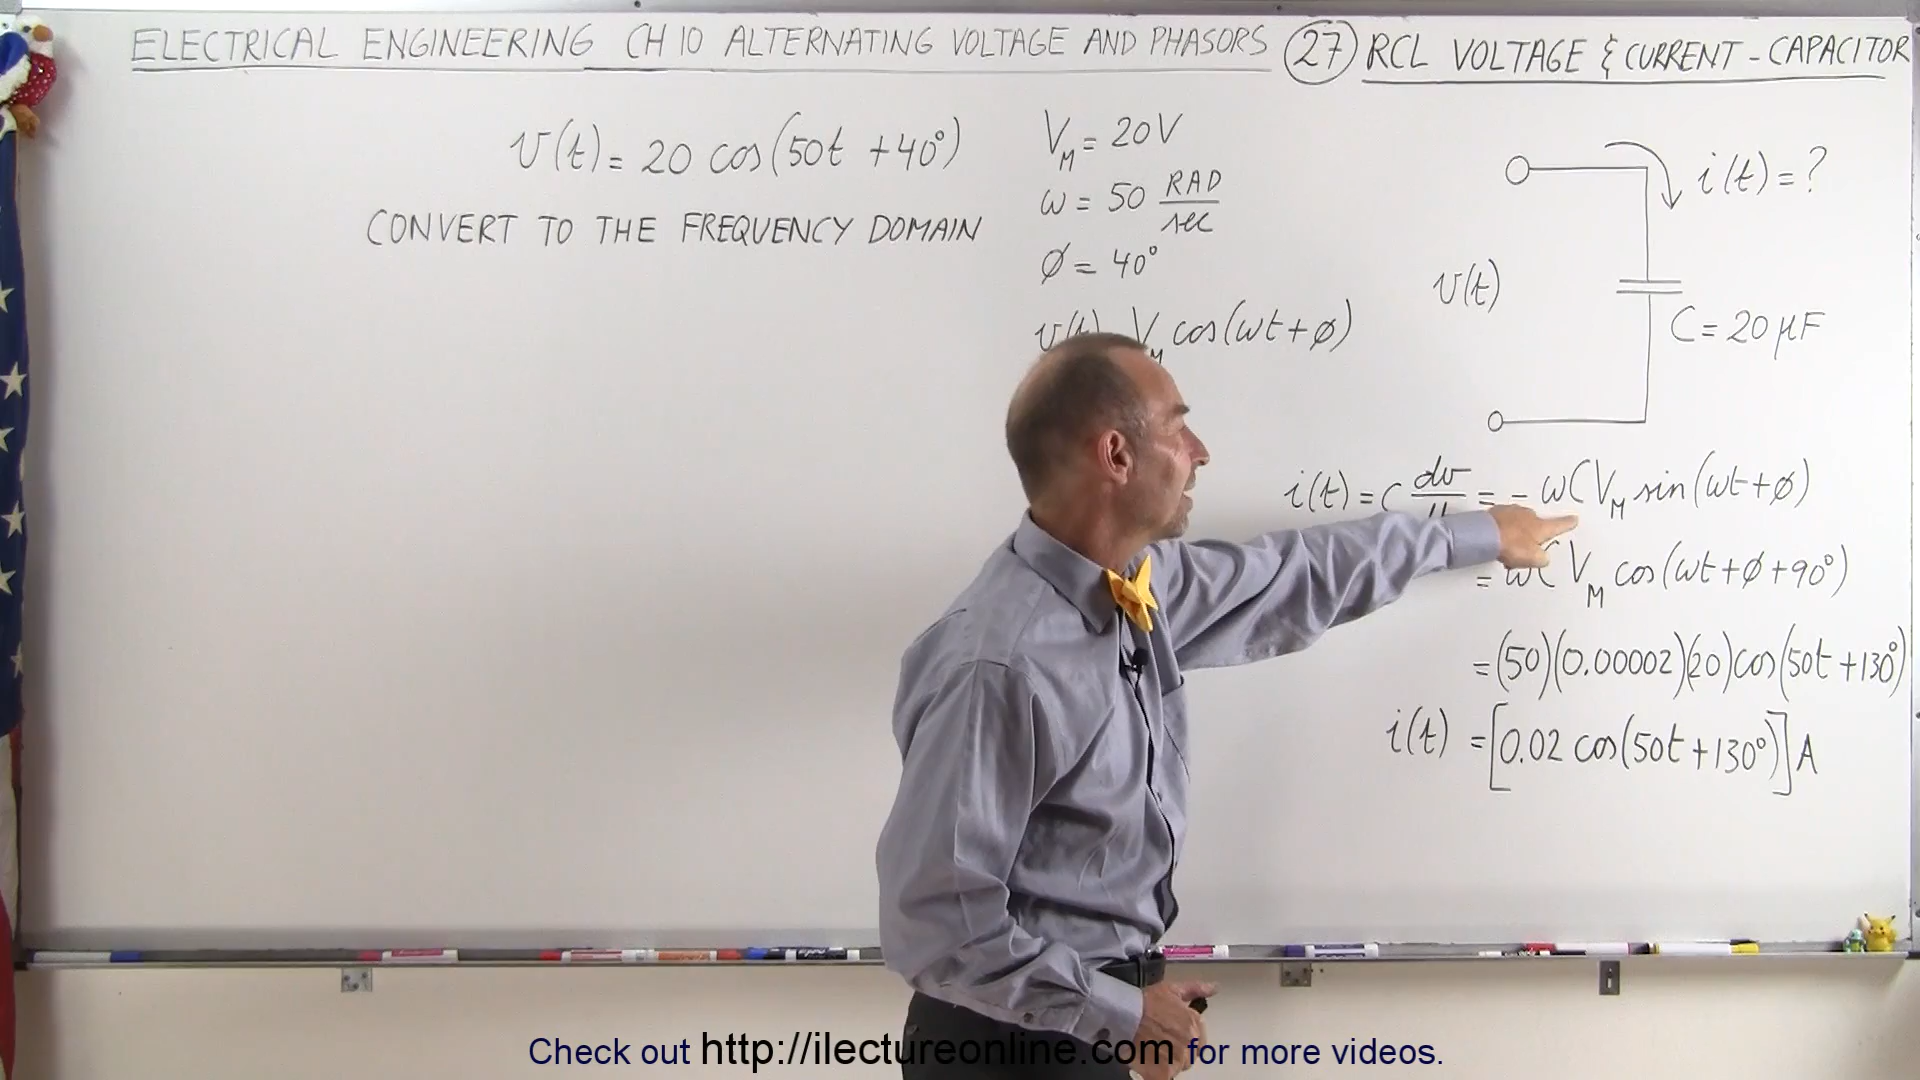 ELECTRICAL ENGINEERING CH 10 ALTERNATING VOLTAGE AND PHASORS (27) RCL VOLTAGE & CURRENT - CAPACITOR
v(t) = 20 cos(50t + 40°)
CONVERT TO THE FREQUENCY DOMAIN
V_M = 20V
ω = 50 RAD/sec
ϕ = 40°
v(t) V_M cos(ωt + ϕ)
i(t) = ?
v(t)
C = 20 μF
i(t) = C dv = - ωCV_M sin(ωt + ϕ)
= ωC V_M cos(ωt + ϕ + 90°)
= (50)(0.00002)(20)cos(50t + 130°)
i(t) = [0.02 cos(50t + 130°)] A
Check out http://ilectureonline.com for more videos.